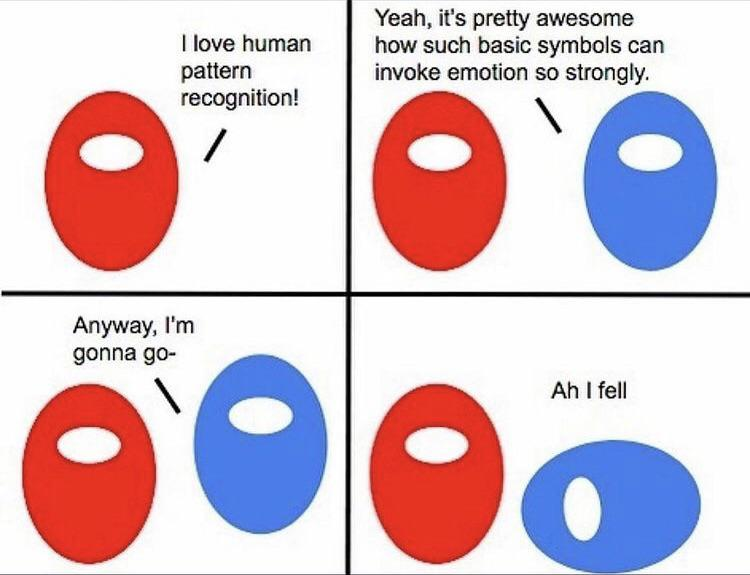 I love human
pattern
recognition!
Yeah, it's pretty awesome
how such basic symbols can
invoke emotion so strongly.
Anyway, I'm
gonna go-
Ah I fell